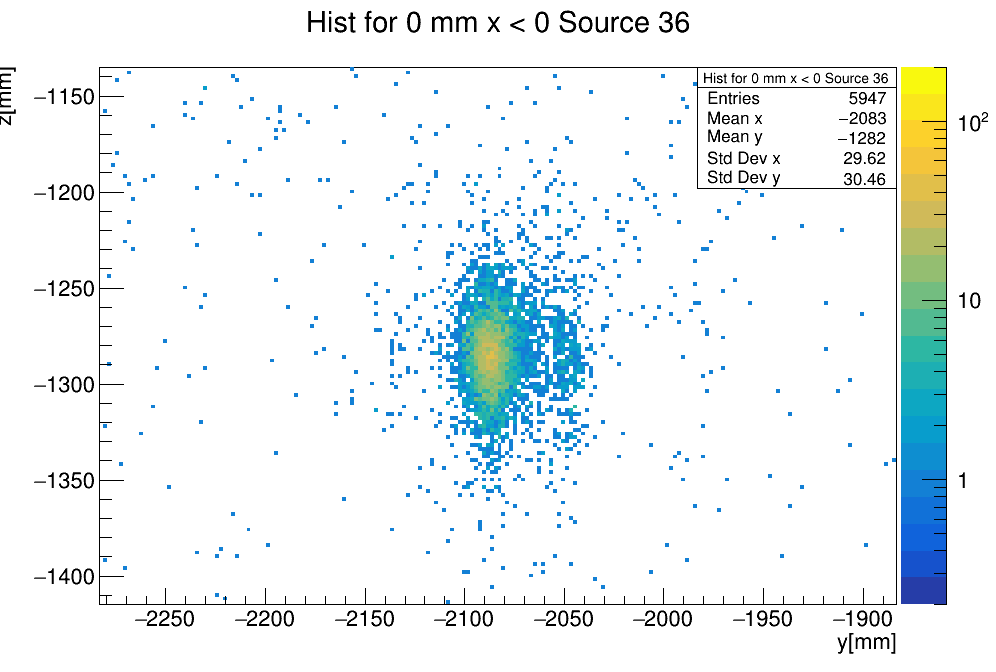 Hist for 0 mm x < 0 Source 36
z[mm]
−1150
−1200
−1250
−1300
−1350
−1400
Hist for 0 mm x < 0 Source 36
Entries 5947
Mean x −2083
Mean y −1282
Std Dev x 29.62
Std Dev y 30.46
10²
10
1
−2250 −2200 −2150 −2100 −2050 −2000 −1950 −1900
y[mm]